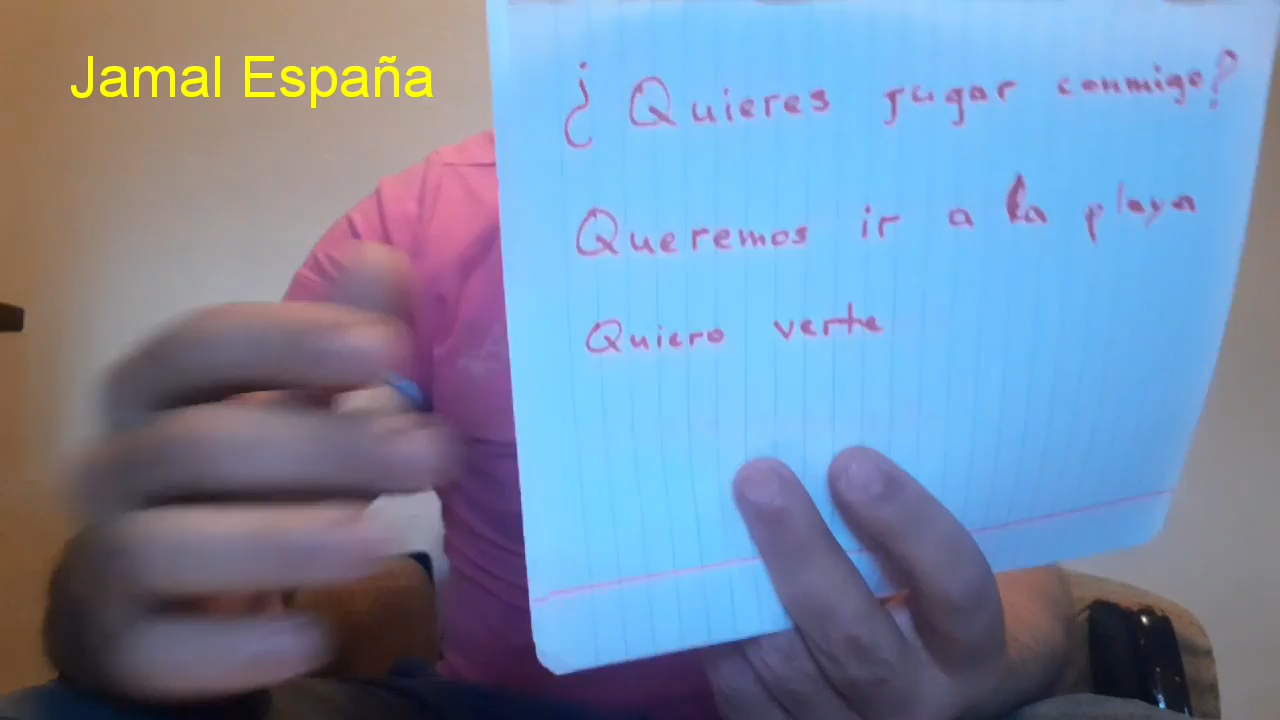 Jamal España
¿Quieres jugar conmigo?
Queremos ir a la playa
Quiero verte